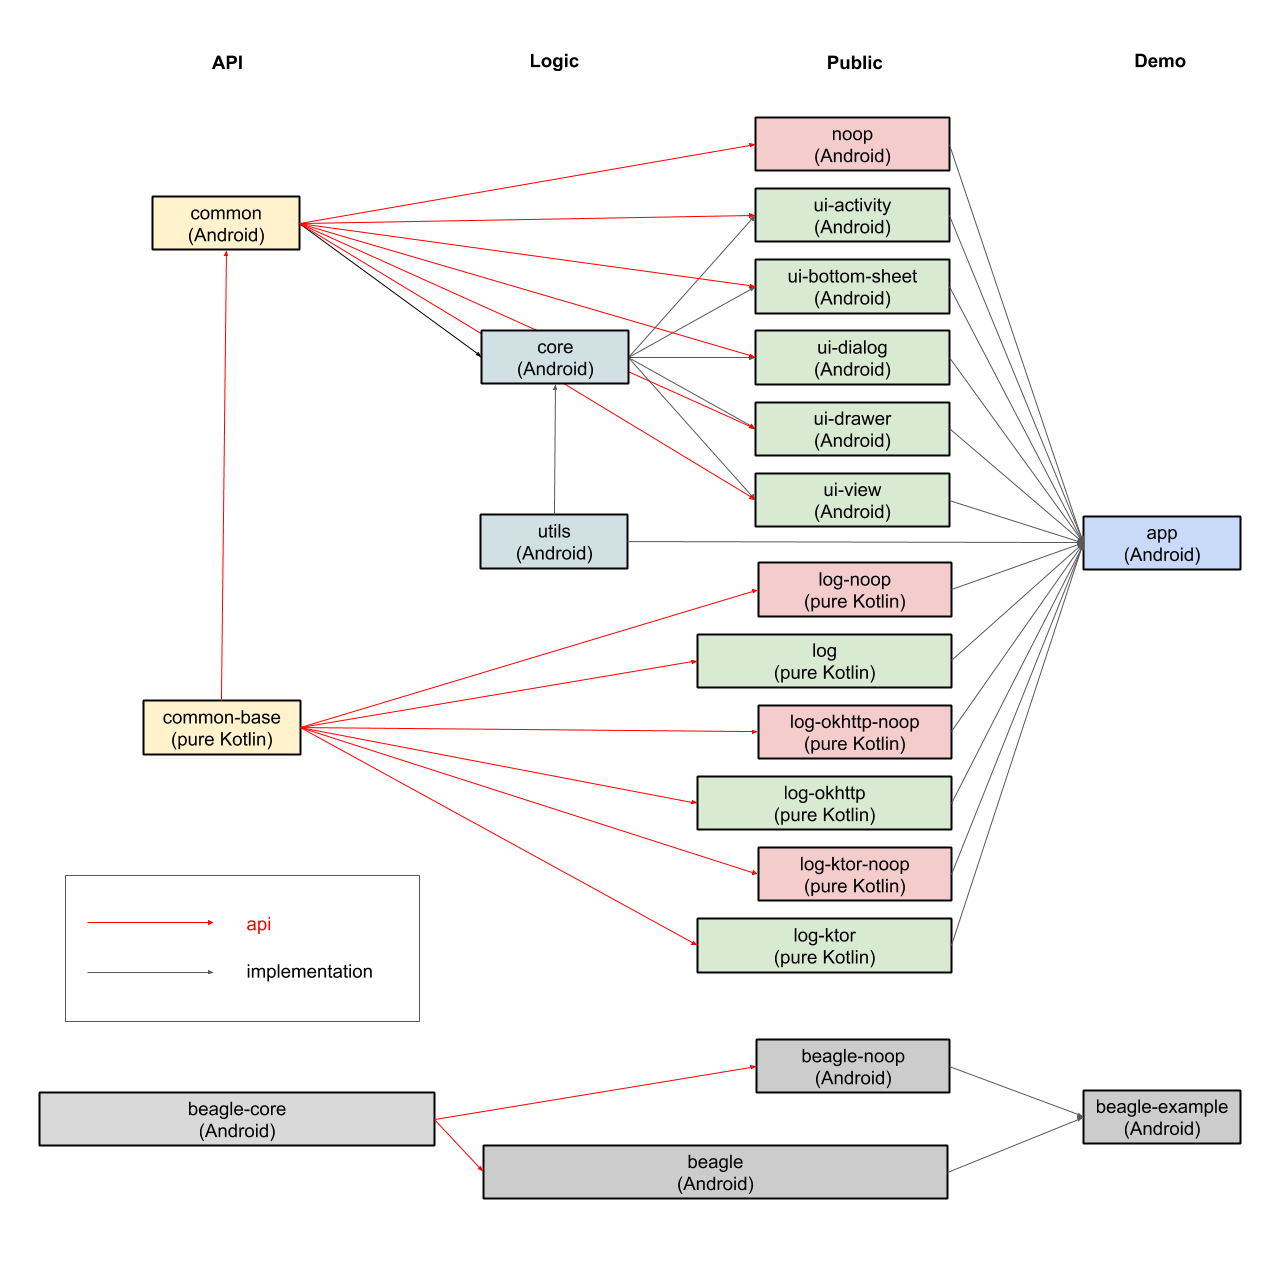 API
Logic
Public
Demo
noop
(Android)
common
(Android)
ui-activity
(Android)
ui-bottom-sheet
(Android)
core
(Android)
ui-dialog
(Android)
ui-drawer
(Android)
ui-view
(Android)
utils
(Android)
app
(Android)
log-noop
(pure Kotlin)
log
(pure Kotlin)
common-base
(pure Kotlin)
log-okhttp-noop
(pure Kotlin)
log-okhttp
(pure Kotlin)
log-ktor-noop
(pure Kotlin)
log-ktor
(pure Kotlin)
api
implementation
beagle-noop
(Android)
beagle-core
(Android)
beagle-example
(Android)
beagle
(Android)